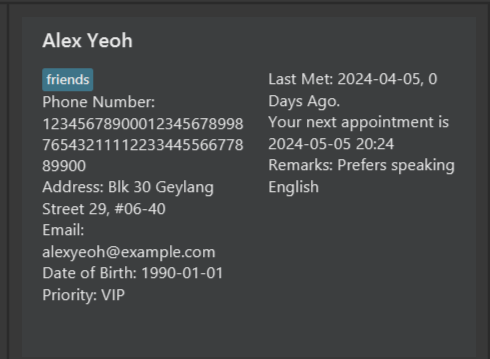 Alex Yeoh
friends
Phone Number:
12345678900012345678998
76543211112233445566778
89900
Address: Blk 30 Geylang
Street 29, #06-40
Email:
alexyeoh@example.com
Date of Birth: 1990-01-01
Priority: VIP
Last Met: 2024-04-05, 0
Days Ago.
Your next appointment is
2024-05-05 20:24
Remarks: Prefers speaking
English